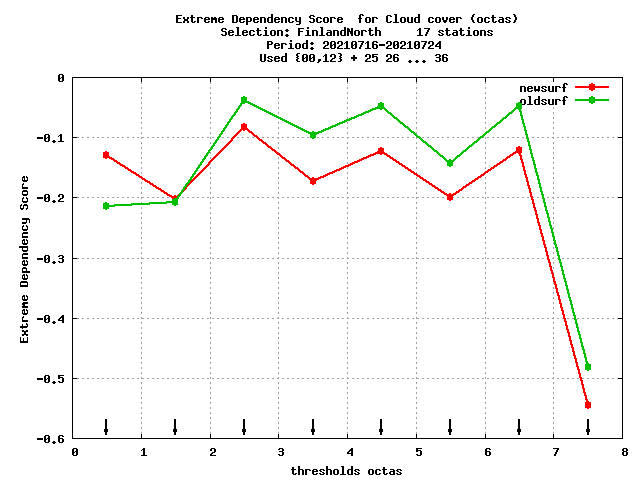 Extreme Dependency Score  for Cloud cover (octas)
Selection: FinlandNorth     17 stations
Period: 20210716-20210724
Used {00,12} + 25 26 ... 36
newsurf
oldsurf
Extreme Dependency Score
0
-0.1
-0.2
-0.3
-0.4
-0.5
-0.6
0 1 2 3 4 5 6 7 8
thresholds octas